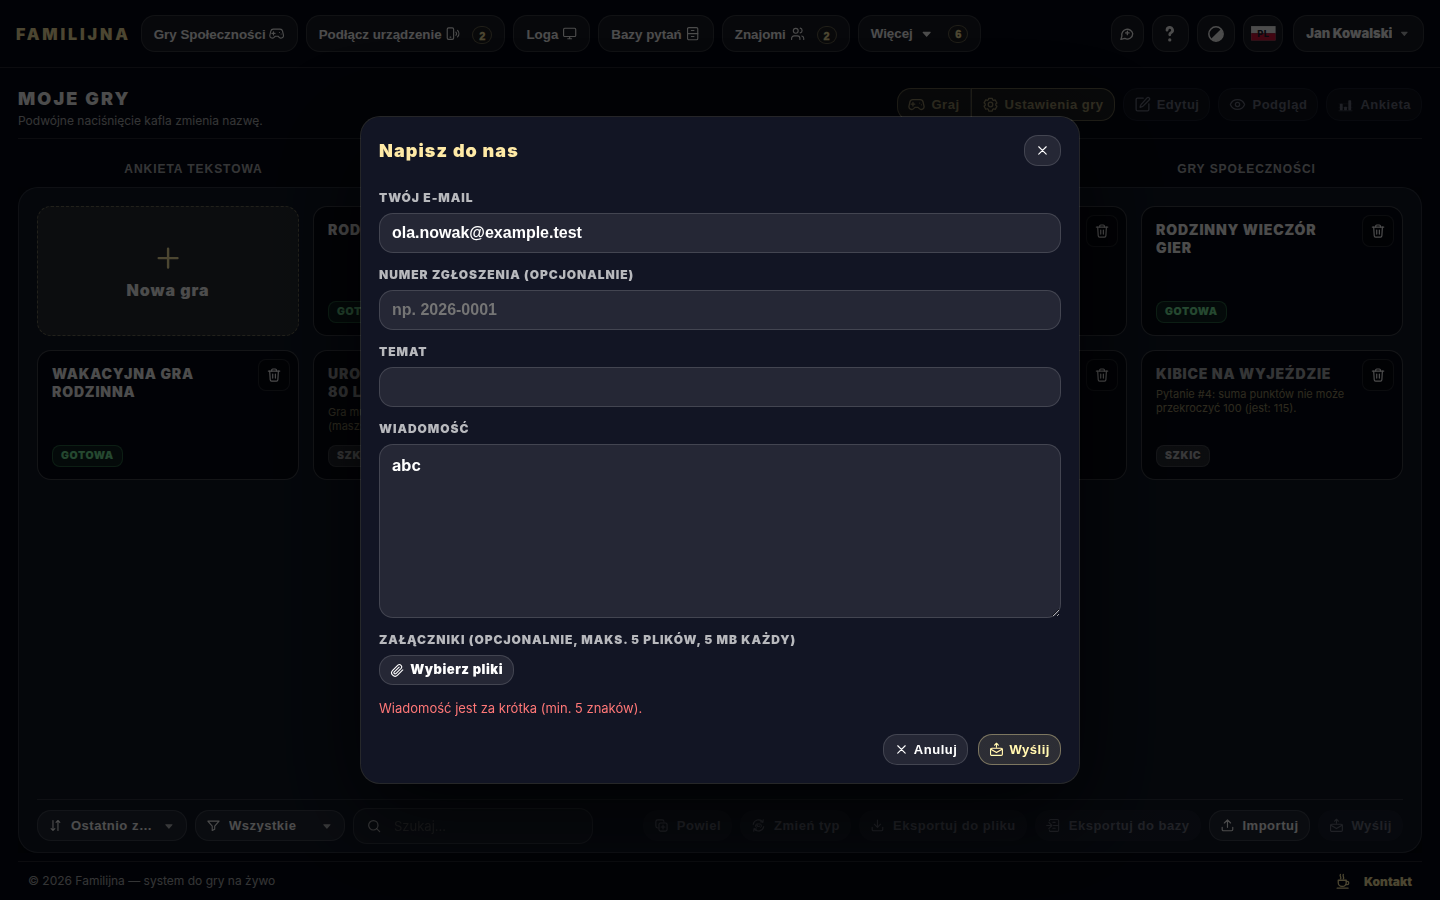 FAMILIJNA
Gry Społeczności
Podłącz urządzenie 2
Loga
Bazy pytań
Znajomi 2
Więcej 6
PL
Jan Kowalski
MOJE GRY
Podwójne naciśnięcie kafla zmienia nazwę.
Graj
Ustawienia gry
Edytuj
Podgląd
Ankieta
ANKIETA TEKSTOWA
GRY SPOŁECZNOŚCI
Nowa gra
RODZINNY WIECZÓR
GIER
GOTOWA
WAKACYJNA GRA
RODZINNA
GOTOWA
80 L
Gra m
(masz
SZK
KIBICE NA WYJEŹDZIE
Pytanie #4: suma punktów nie może
przekroczyć 100 (jest: 115).
SZKIC
Napisz do nas
TWÓJ E-MAIL
ola.nowak@example.test
NUMER ZGŁOSZENIA (OPCJONALNIE)
np. 2026-0001
TEMAT
WIADOMOŚĆ
abc
ZAŁĄCZNIKI (OPCJONALNIE, MAKS. 5 PLIKÓW, 5 MB KAŻDY)
Wybierz pliki
Wiadomość jest za krótka (min. 5 znaków).
Anuluj
Wyślij
Ostatnio z...
Wszystkie
Szukaj...
Powiel
Zmień typ
Eksportuj do pliku
Eksportuj do bazy
Importuj
Wyślij
© 2026 Familijna — system do gry na żywo
Kontakt